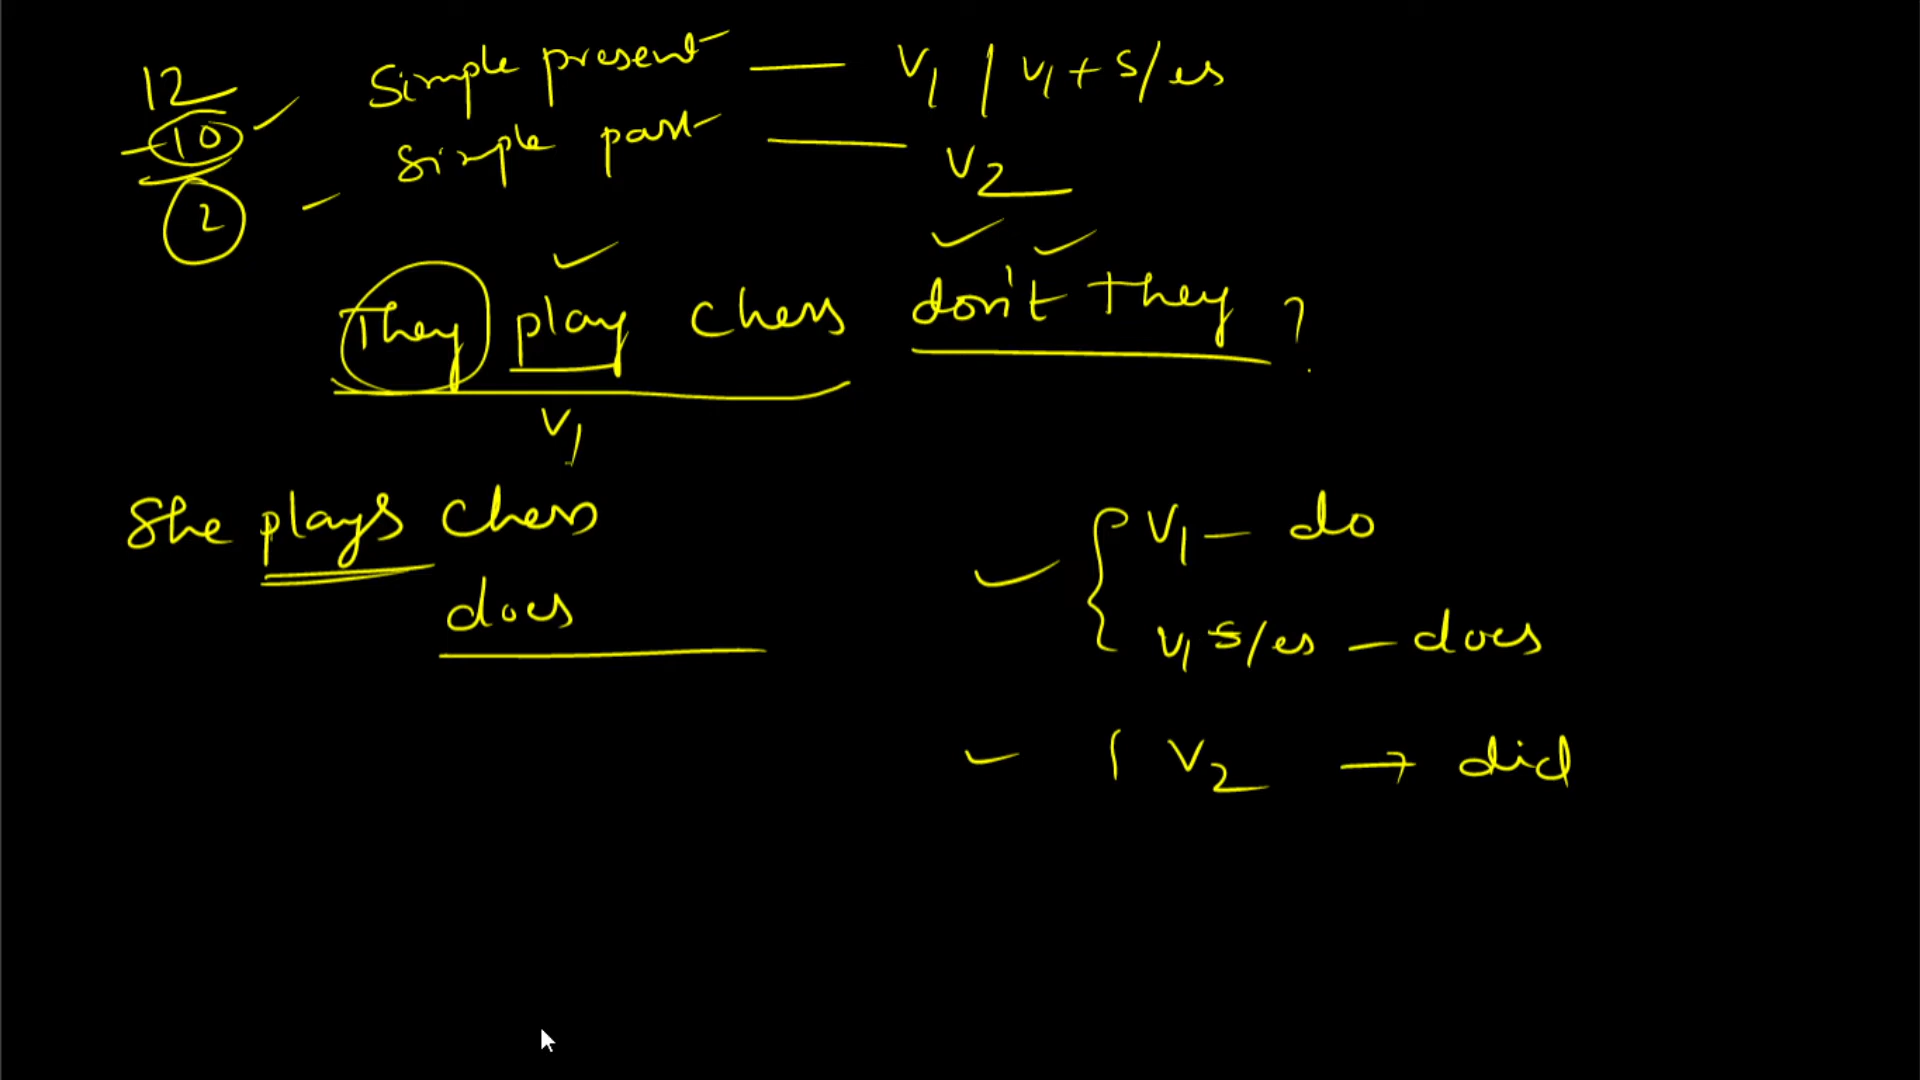 12 Simple present — V1 / V1 + s/es
-10 simple past — V2
2
They play chess don't they ?
V1
She plays chess
does
V1 - do
V1 s/es - does
V2 → did